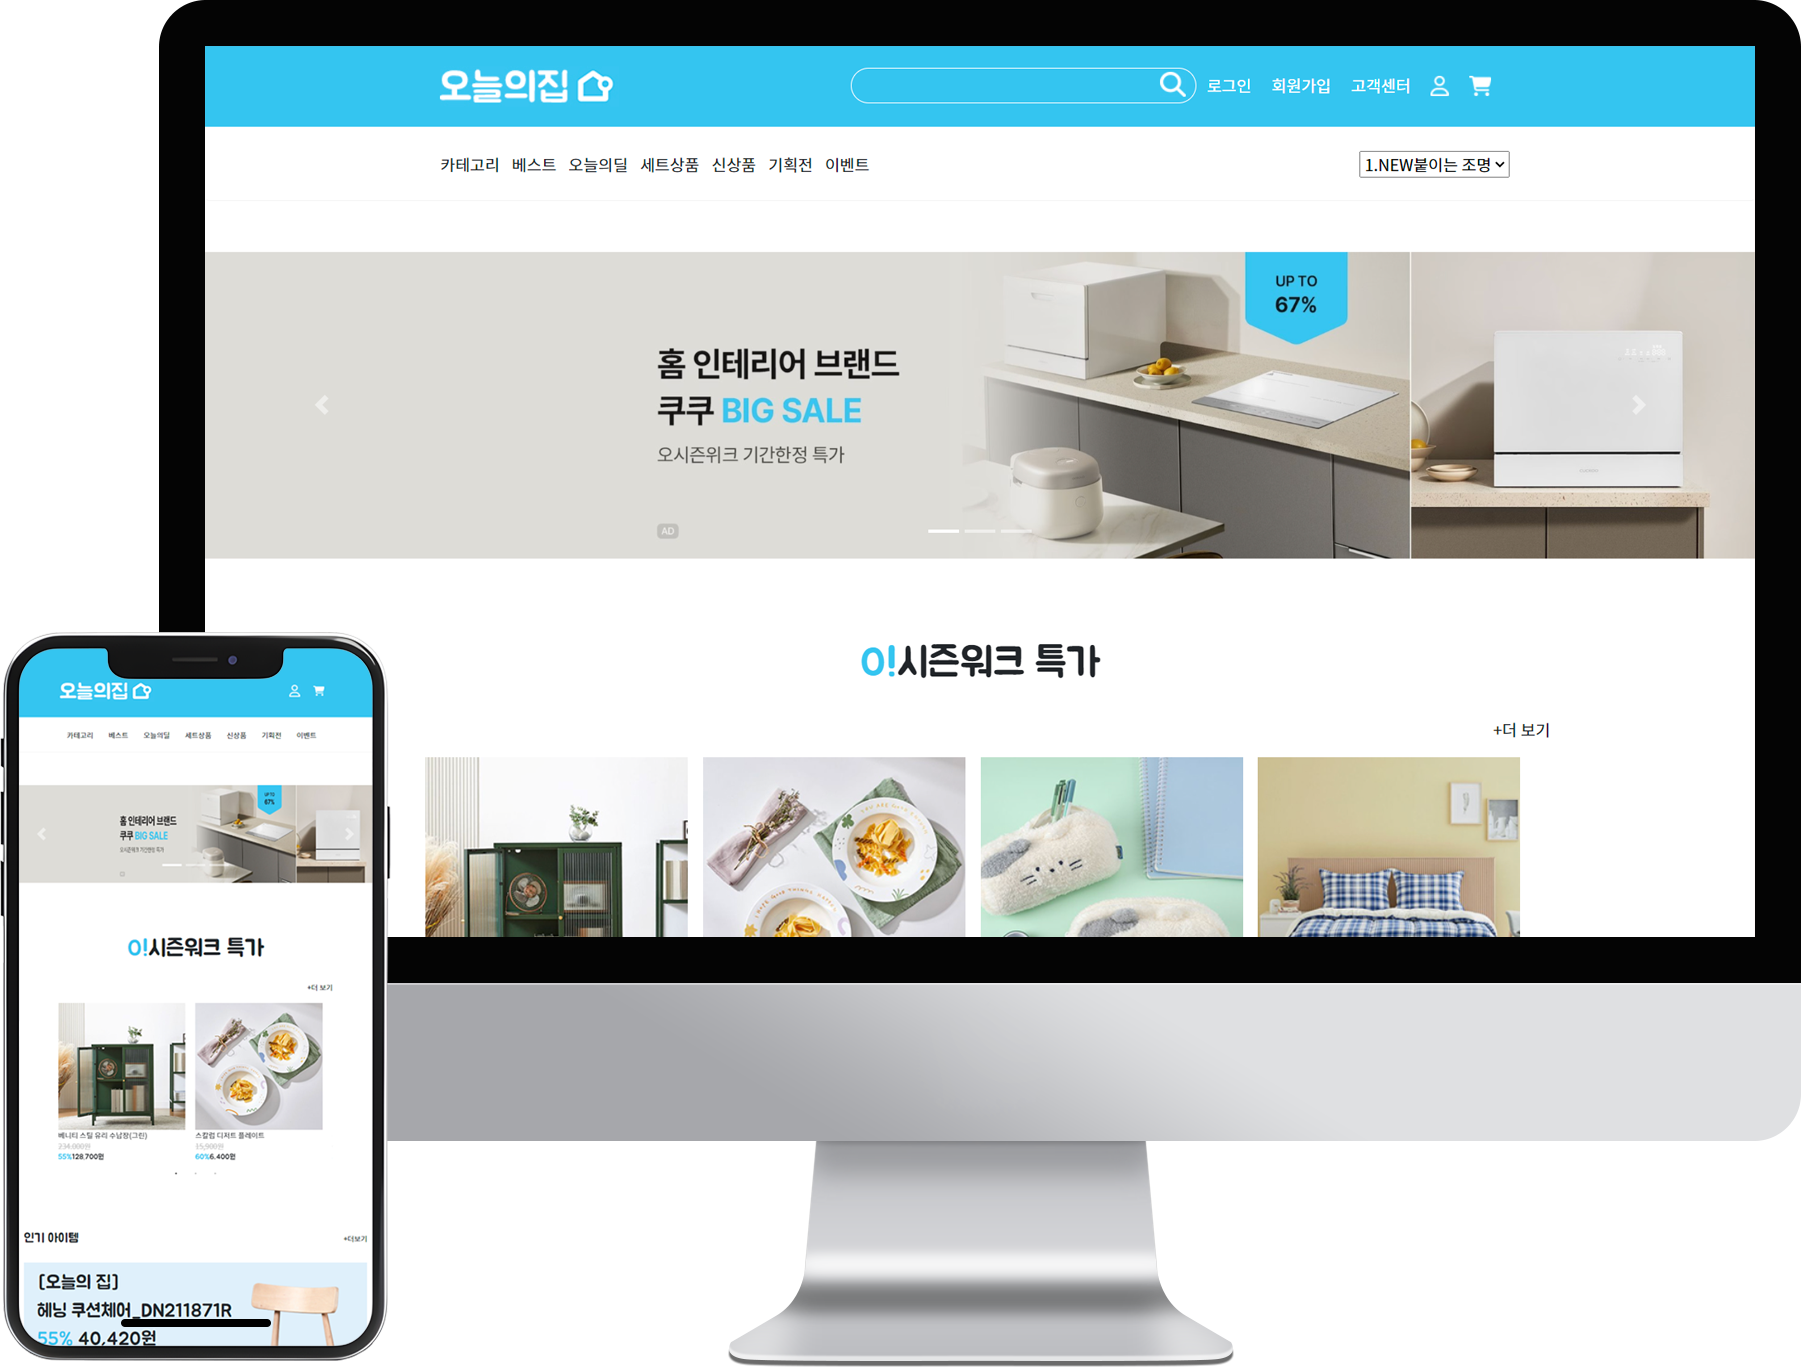 오늘의집
로그인 회원가입 고객센터
카테고리 베스트 오늘의딜 세트상품 신상품 기획전 이벤트
1.NEW붙이는 조명
UP TO
67%
홈 인테리어 브랜드
쿠쿠 BIG SALE
오시즌위크 기간한정 특가
AD
O!시즌워크 특가
+더 보기
오늘의집
카테고리 베스트 오늘의딜 세트상품 신상품 기획전 이벤트
UP TO
67%
홈 인테리어 브랜드
쿠쿠 BIG SALE
오시즌위크 기간한정 특가
O!시즌워크 특가
+더 보기
베니티 스틸 유리 수납장(그린)
234,000원
55%128,700원
스칼럽 디저트 플레이트
15,900원
60%6,400원
인기 아이템
+더보기
[오늘의 집]
헤닝 쿠션체어_DN211871R
55% 40,420원